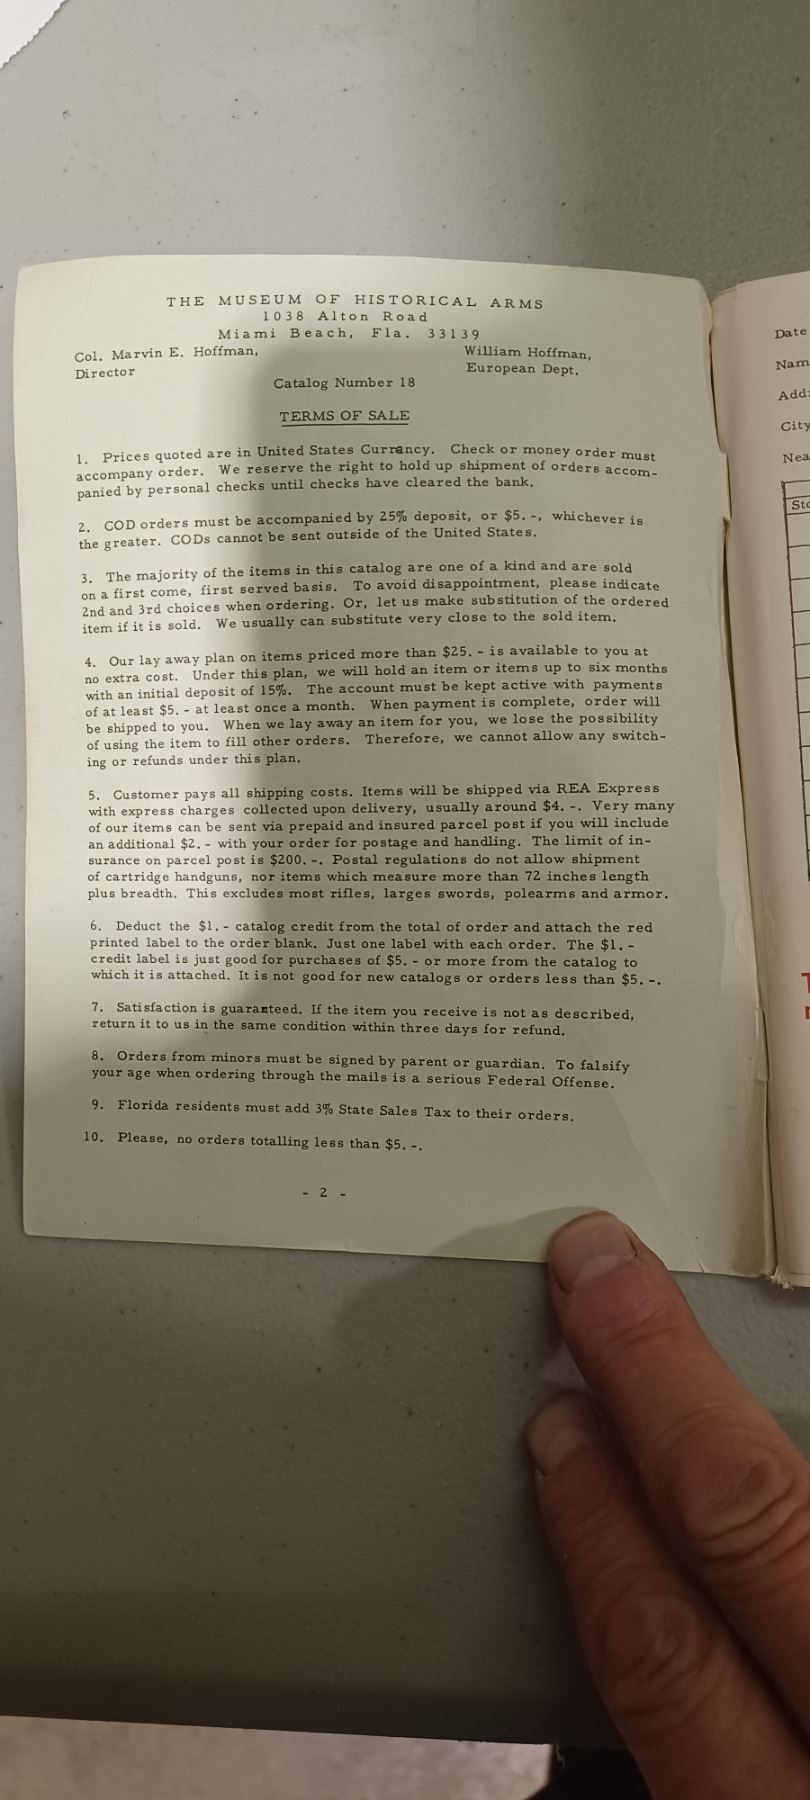 THE MUSEUM OF HISTORICAL ARMS
1038 Alton Road
Miami Beach, Fla. 33139
Col. Marvin E. Hoffman,
Director
William Hoffman,
European Dept.
Catalog Number 18
TERMS OF SALE
1. Prices quoted are in United States Currency. Check or money order must
accompany order. We reserve the right to hold up shipment of orders accom-
panied by personal checks until checks have cleared the bank.
2. COD orders must be accompanied by 25% deposit, or $5. -, whichever is
the greater. CODs cannot be sent outside of the United States.
3. The majority of the items in this catalog are one of a kind and are sold
on a first come, first served basis. To avoid disappointment, please indicate
2nd and 3rd choices when ordering. Or, let us make substitution of the ordered
item if it is sold. We usually can substitute very close to the sold item.
4. Our lay away plan on items priced more than $25. - is available to you at
no extra cost. Under this plan, we will hold an item or items up to six months
with an initial deposit of 15%. The account must be kept active with payments
of at least $5. - at least once a month. When payment is complete, order will
be shipped to you. When we lay away an item for you, we lose the possibility
of using the item to fill other orders. Therefore, we cannot allow any switch-
ing or refunds under this plan.
5. Customer pays all shipping costs. Items will be shipped via REA Express
with express charges collected upon delivery, usually around $4. -. Very many
of our items can be sent via prepaid and insured parcel post if you will include
an additional $2. - with your order for postage and handling. The limit of in-
surance on parcel post is $200. -. Postal regulations do not allow shipment
of cartridge handguns, nor items which measure more than 72 inches length
plus breadth. This excludes most rifles, larges swords, polearms and armor.
6. Deduct the $1. - catalog credit from the total of order and attach the red
printed label to the order blank. Just one label with each order. The $1. -
credit label is just good for purchases of $5. - or more from the catalog to
which it is attached. It is not good for new catalogs or orders less than $5. -.
7. Satisfaction is guaranteed. If the item you receive is not as described,
return it to us in the same condition within three days for refund.
8. Orders from minors must be signed by parent or guardian. To falsify
your age when ordering through the mails is a serious Federal Offense.
9. Florida residents must add 3% State Sales Tax to their orders.
10. Please, no orders totalling less than $5. -.
- 2 -
Date
City